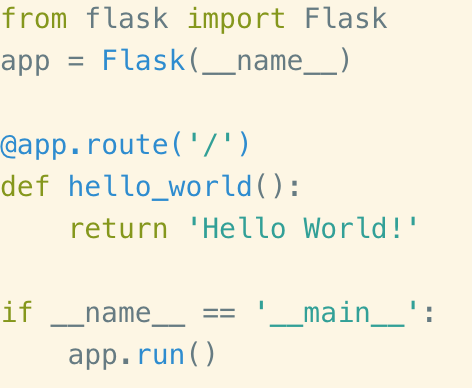 from flask import Flask
app = Flask(__name__)

@app.route('/')
def hello_world():
    return 'Hello World!'

if __name__ == '__main__':
    app.run()